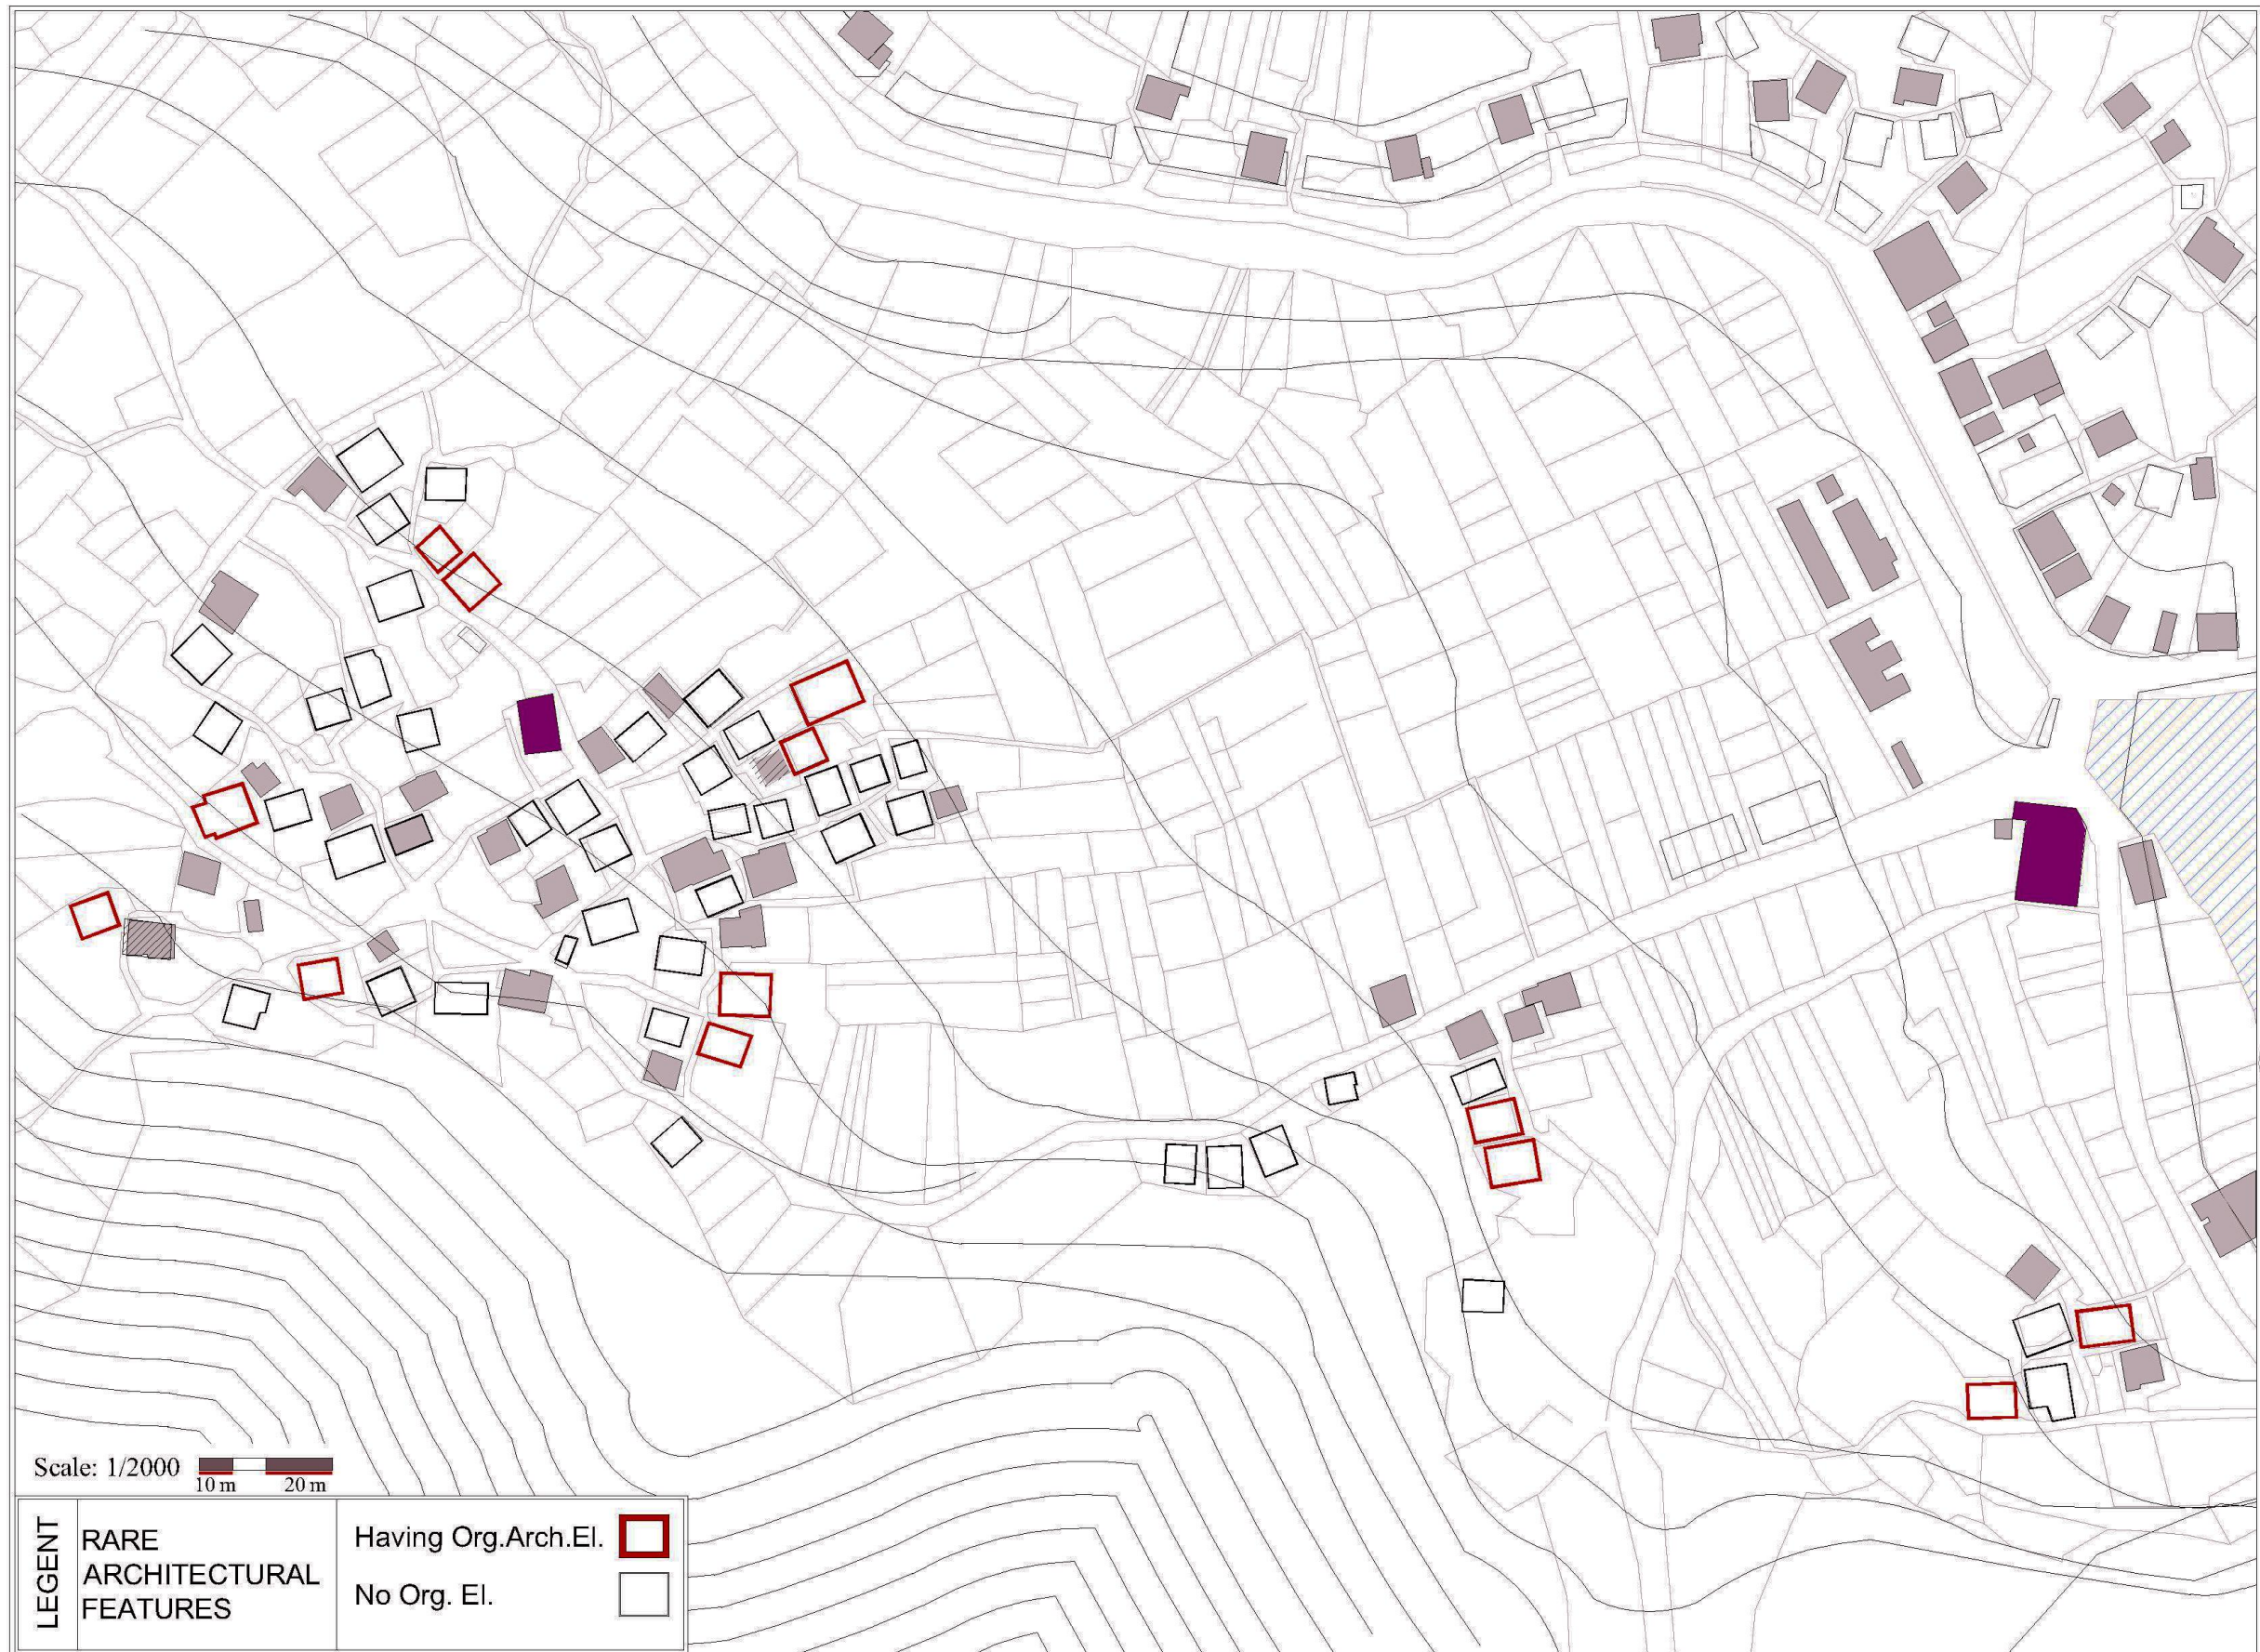 Scale: 1/2000
10 m 20 m
LEGENT
RARE
ARCHITECTURAL
FEATURES
Having Org.Arch.El.
No Org. El.